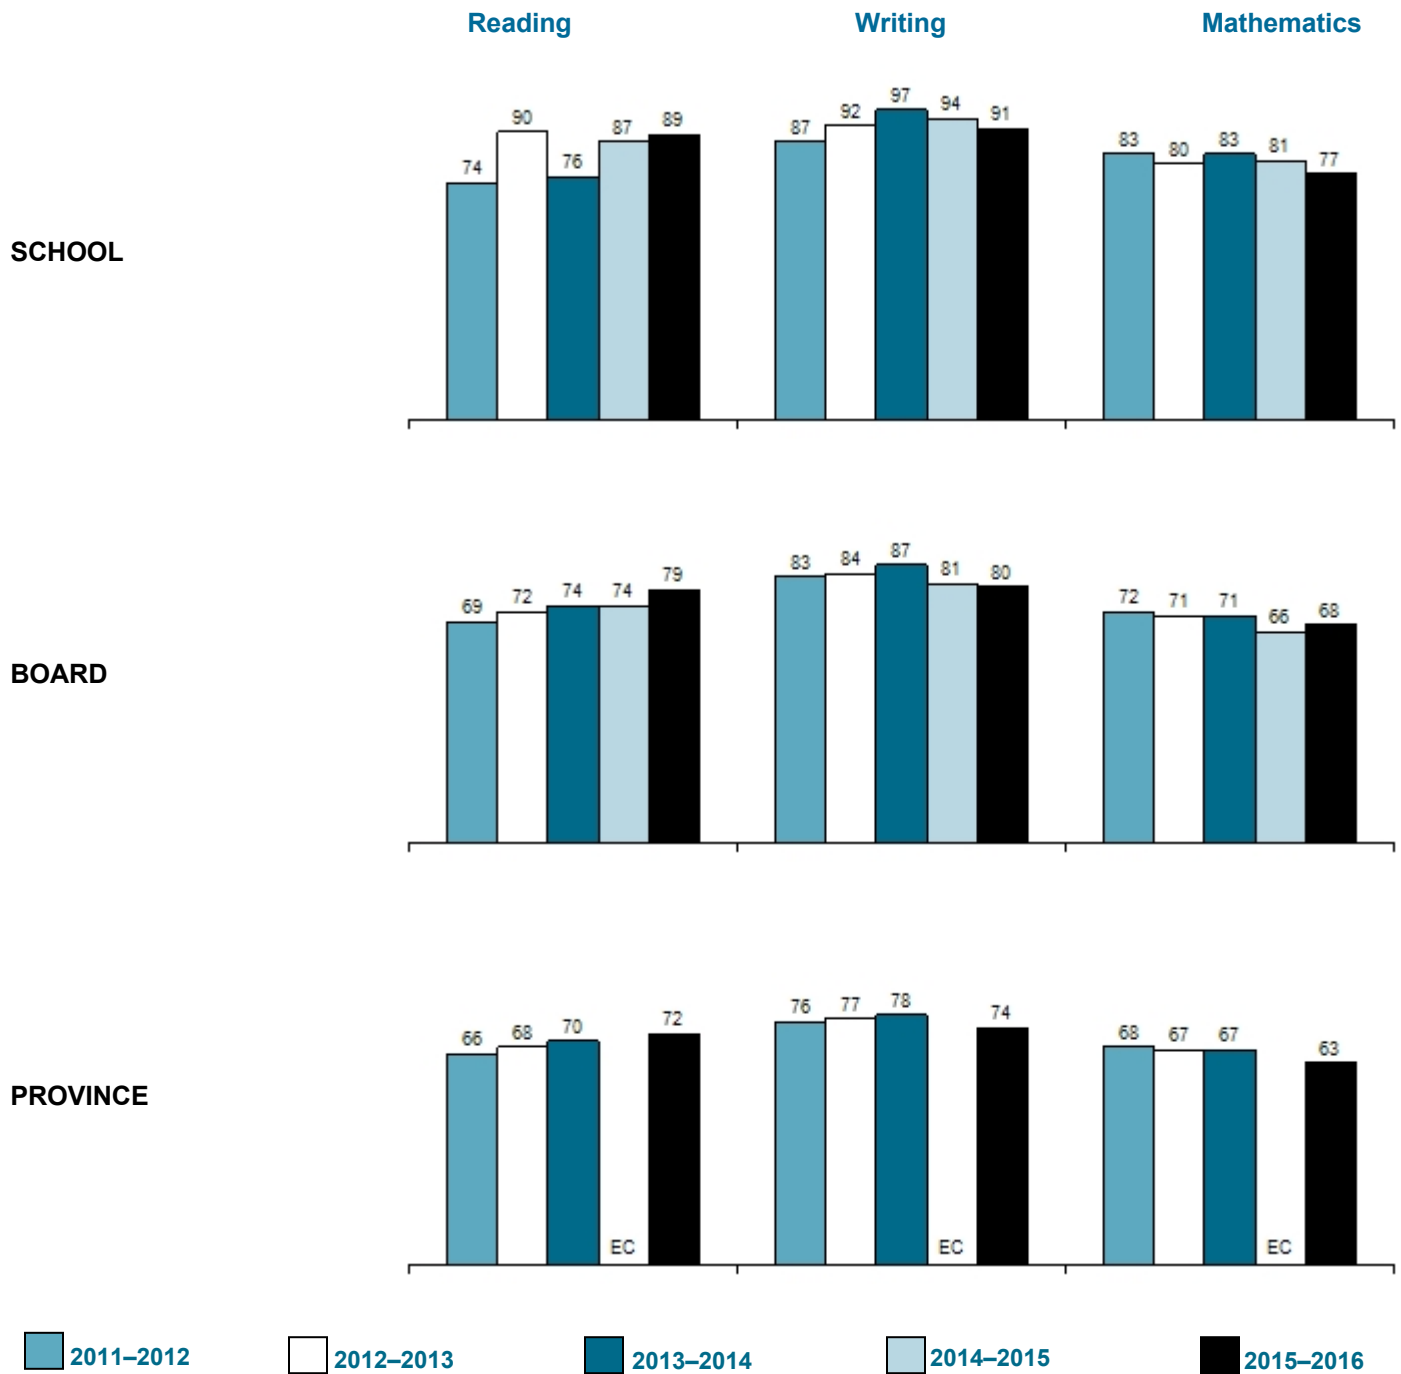 Reading Writing Mathematics
SCHOOL
74 90 76 87 89 87 92 97 94 91 83 80 83 81 77
BOARD
69 72 74 74 79 83 84 87 81 80 72 71 71 66 68
PROVINCE
66 68 70 EC 72 76 77 78 EC 74 68 67 67 EC 63
2011–2012 2012–2013 2013–2014 2014–2015 2015–2016